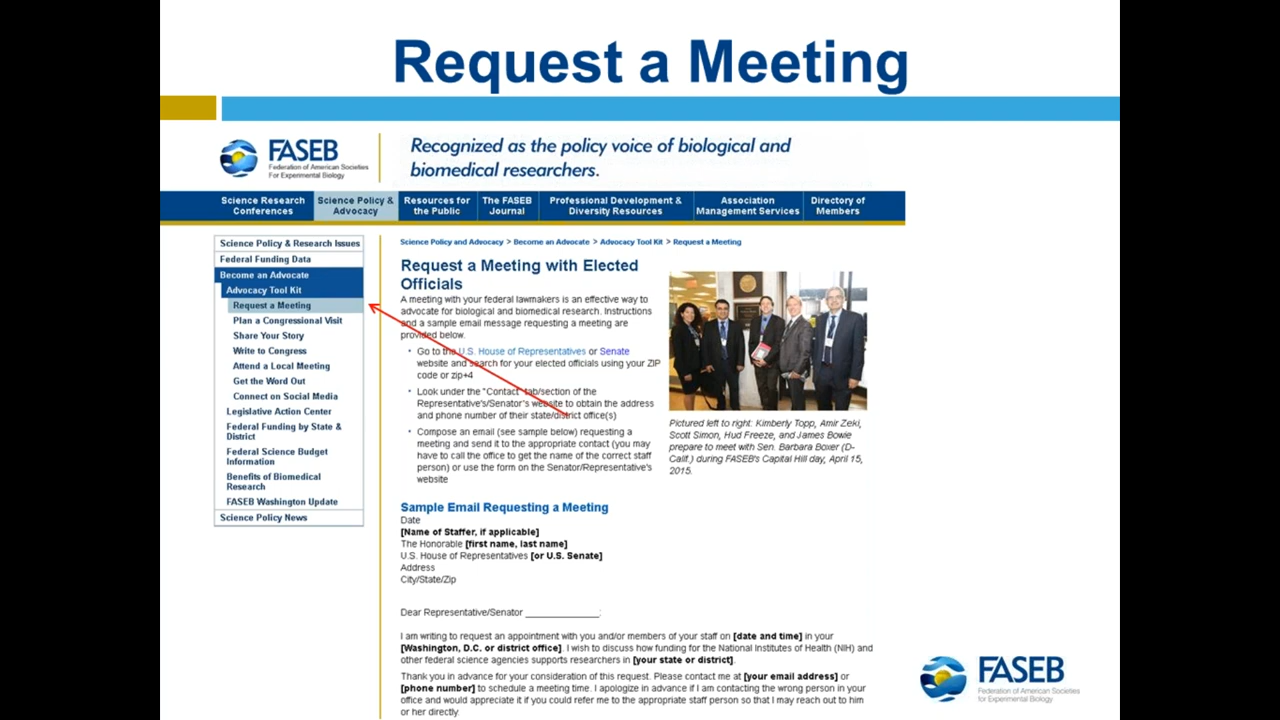 Request a Meeting
FASEB
Federation of American Societies
For Experimental Biology
Recognized as the policy voice of biological and
biomedical researchers.
Science Research
Conferences
Science Policy &
Advocacy
Resources for
the Public
The FASEB
Journal
Professional Development &
Diversity Resources
Association
Management Services
Directory of
Members
Science Policy & Research Issues
Federal Funding Data
Become an Advocate
Advocacy Tool Kit
Request a Meeting
Plan a Congressional Visit
Share Your Story
Write to Congress
Attend a Local Meeting
Get the Word Out
Connect on Social Media
Legislative Action Center
Federal Funding by State &
District
Federal Science Budget
Information
Benefits of Biomedical
Research
FASEB Washington Update
Science Policy News
Science Policy and Advocacy > Become an Advocate > Advocacy Tool Kit > Request a Meeting
Request a Meeting with Elected
Officials
A meeting with your federal lawmakers is an effective way to
advocate for biological and biomedical research. Instructions
and a sample email message requesting a meeting are
provided below.
• Go to the U.S. House of Representatives or Senate
website and search for your elected officials using your ZIP
code or zip+4
• Look under the "Contact" tab/section of the
Representative's/Senator's website to obtain the address
and phone number of their state/district office(s)
• Compose an email (see sample below) requesting a
meeting and send it to the appropriate contact (you may
have to call the office to get the name of the correct staff
person) or use the form on the Senator/Representative's
website
Pictured left to right: Kimberly Topp, Amir Zeki,
Scott Simon, Hud Freeze, and James Bowie
prepare to meet with Sen. Barbara Boxer (D-
Calif.) during FASEB's Capital Hill day, April 15,
2015.
Sample Email Requesting a Meeting
Date
[Name of Staffer, if applicable]
The Honorable [first name, last name]
U.S. House of Representatives [or U.S. Senate]
Address
City/State/Zip
Dear Representative/Senator ______________:
I am writing to request an appointment with you and/or members of your staff on [date and time] in your
[Washington, D.C. or district office]. I wish to discuss how funding for the National Institutes of Health (NIH) and
other federal science agencies supports researchers in [your state or district].
Thank you in advance for your consideration of this request. Please contact me at [your email address] or
[phone number] to schedule a meeting time. I apologize in advance if I am contacting the wrong person in your
office and would appreciate it if you could refer me to the appropriate staff person so that I may reach out to him
or her directly.
FASEB
Federation of American Societies
for Experimental Biology